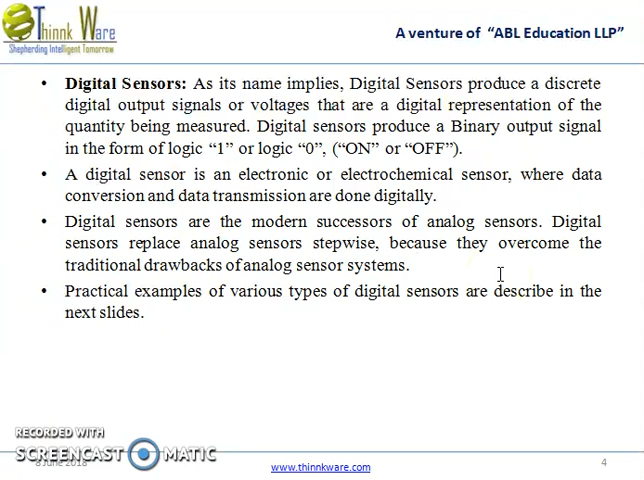 Thinnk Ware
Shepherding Intelligent Tomorrow
A venture of "ABL Education LLP"
• Digital Sensors: As its name implies, Digital Sensors produce a discrete
digital output signals or voltages that are a digital representation of the
quantity being measured. Digital sensors produce a Binary output signal
in the form of logic “1” or logic “0”, (“ON” or “OFF”).
• A digital sensor is an electronic or electrochemical sensor, where data
conversion and data transmission are done digitally.
• Digital sensors are the modern successors of analog sensors. Digital
sensors replace analog sensors stepwise, because they overcome the
traditional drawbacks of analog sensor systems.
• Practical examples of various types of digital sensors are describe in the
next slides.
RECORDED WITH
SCREENCAST MATIC
8 June 2018
www.thinnkware.com
4